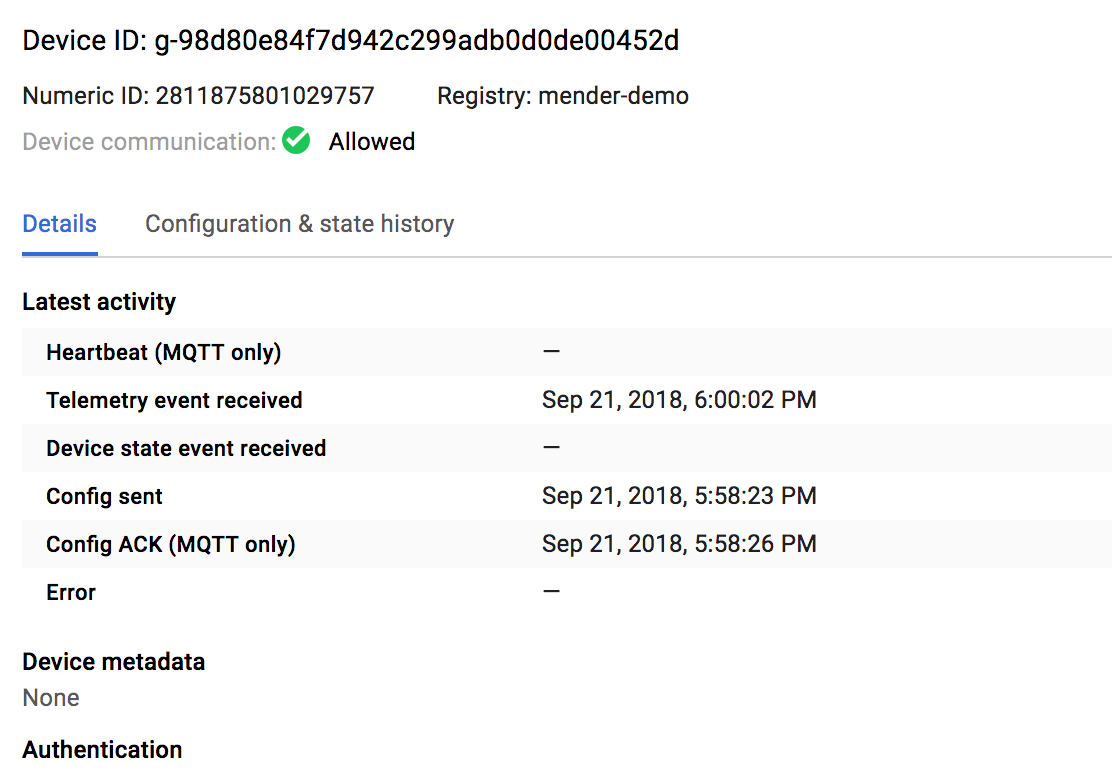 Device ID: g-98d80e84f7d942c299adb0d0de00452d
Numeric ID: 2811875801029757 Registry: mender-demo
Device communication: Allowed
Details Configuration & state history
Latest activity
Heartbeat (MQTT only) —
Telemetry event received Sep 21, 2018, 6:00:02 PM
Device state event received —
Config sent Sep 21, 2018, 5:58:23 PM
Config ACK (MQTT only) Sep 21, 2018, 5:58:26 PM
Error —
Device metadata
None
Authentication